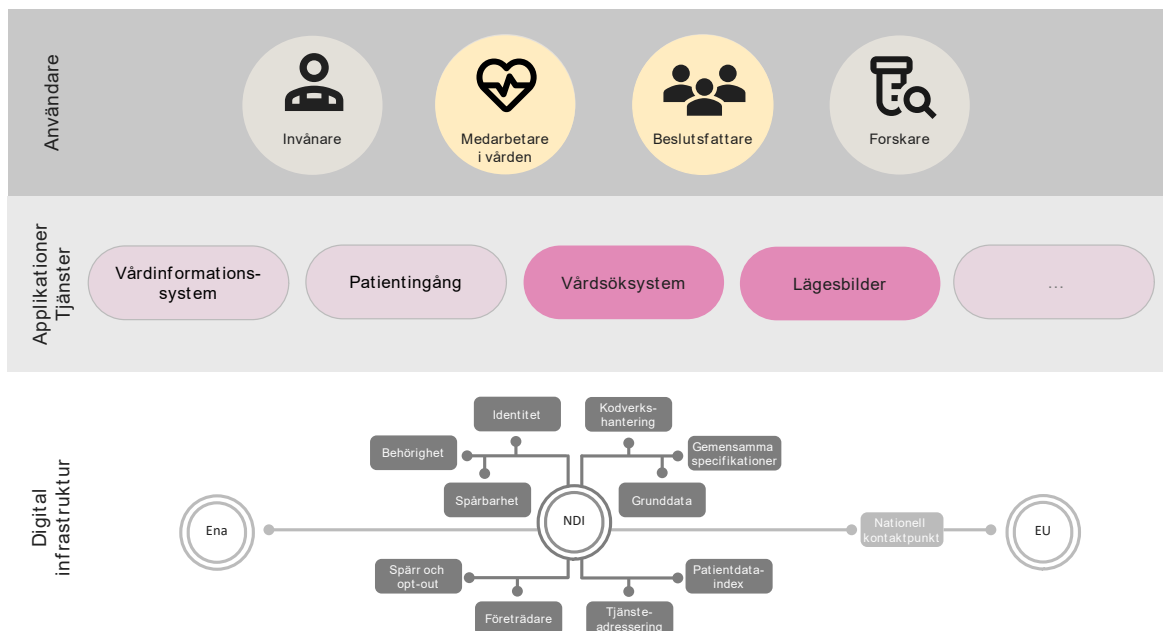 Användare
Invånare
Medarbetare
i vården
Beslutsfattare
Forskare
Applikationer
Tjänster
Vårdinformations-
system
Patientingång
Vårdsöksystem
Lägesbilder
...
Digital
infrastruktur
Identitet
Kodverks-
hantering
Behörighet
Gemensamma
specifikationer
Spårbarhet
Grunddata
Ena
NDI
Nationell
kontaktpunkt
EU
Spärr och
opt-out
Patientdata-
index
Företrädare
Tjänste-
adressering